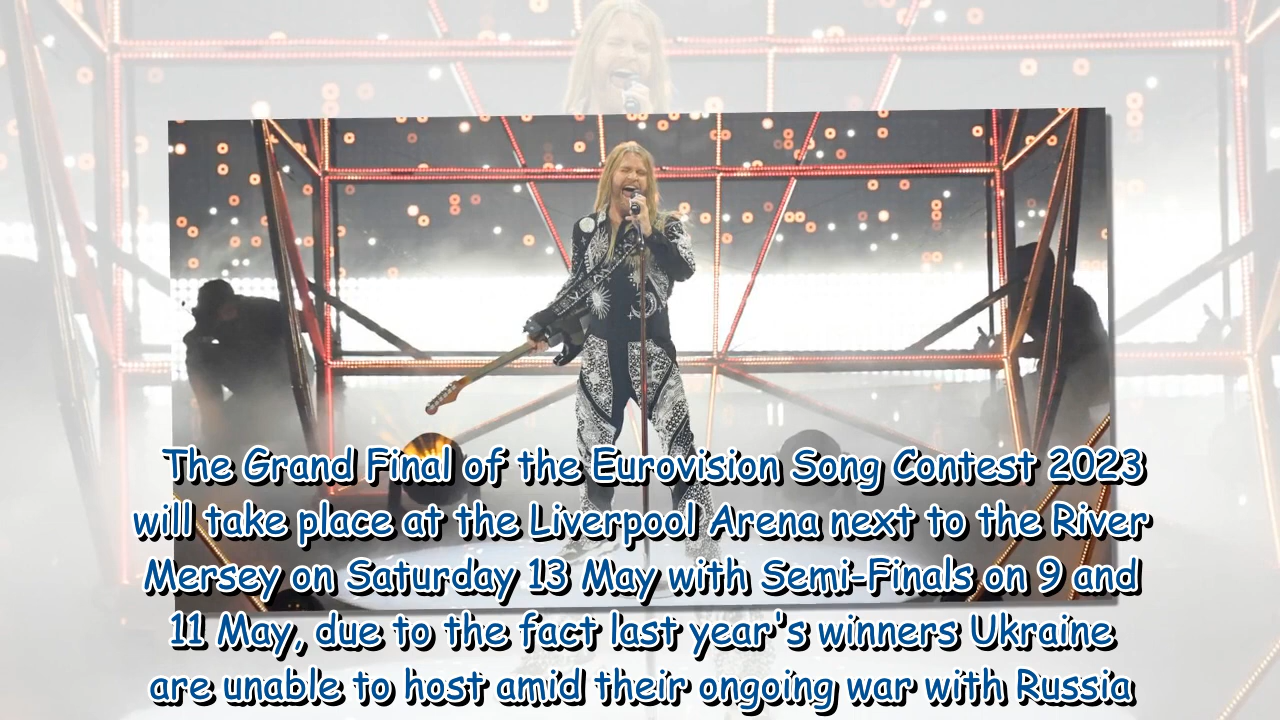 The Grand Final of the Eurovision Song Contest 2023
will take place at the Liverpool Arena next to the River
Mersey on Saturday 13 May with Semi-Finals on 9 and
11 May, due to the fact last year's winners Ukraine
are unable to host amid their ongoing war with Russia